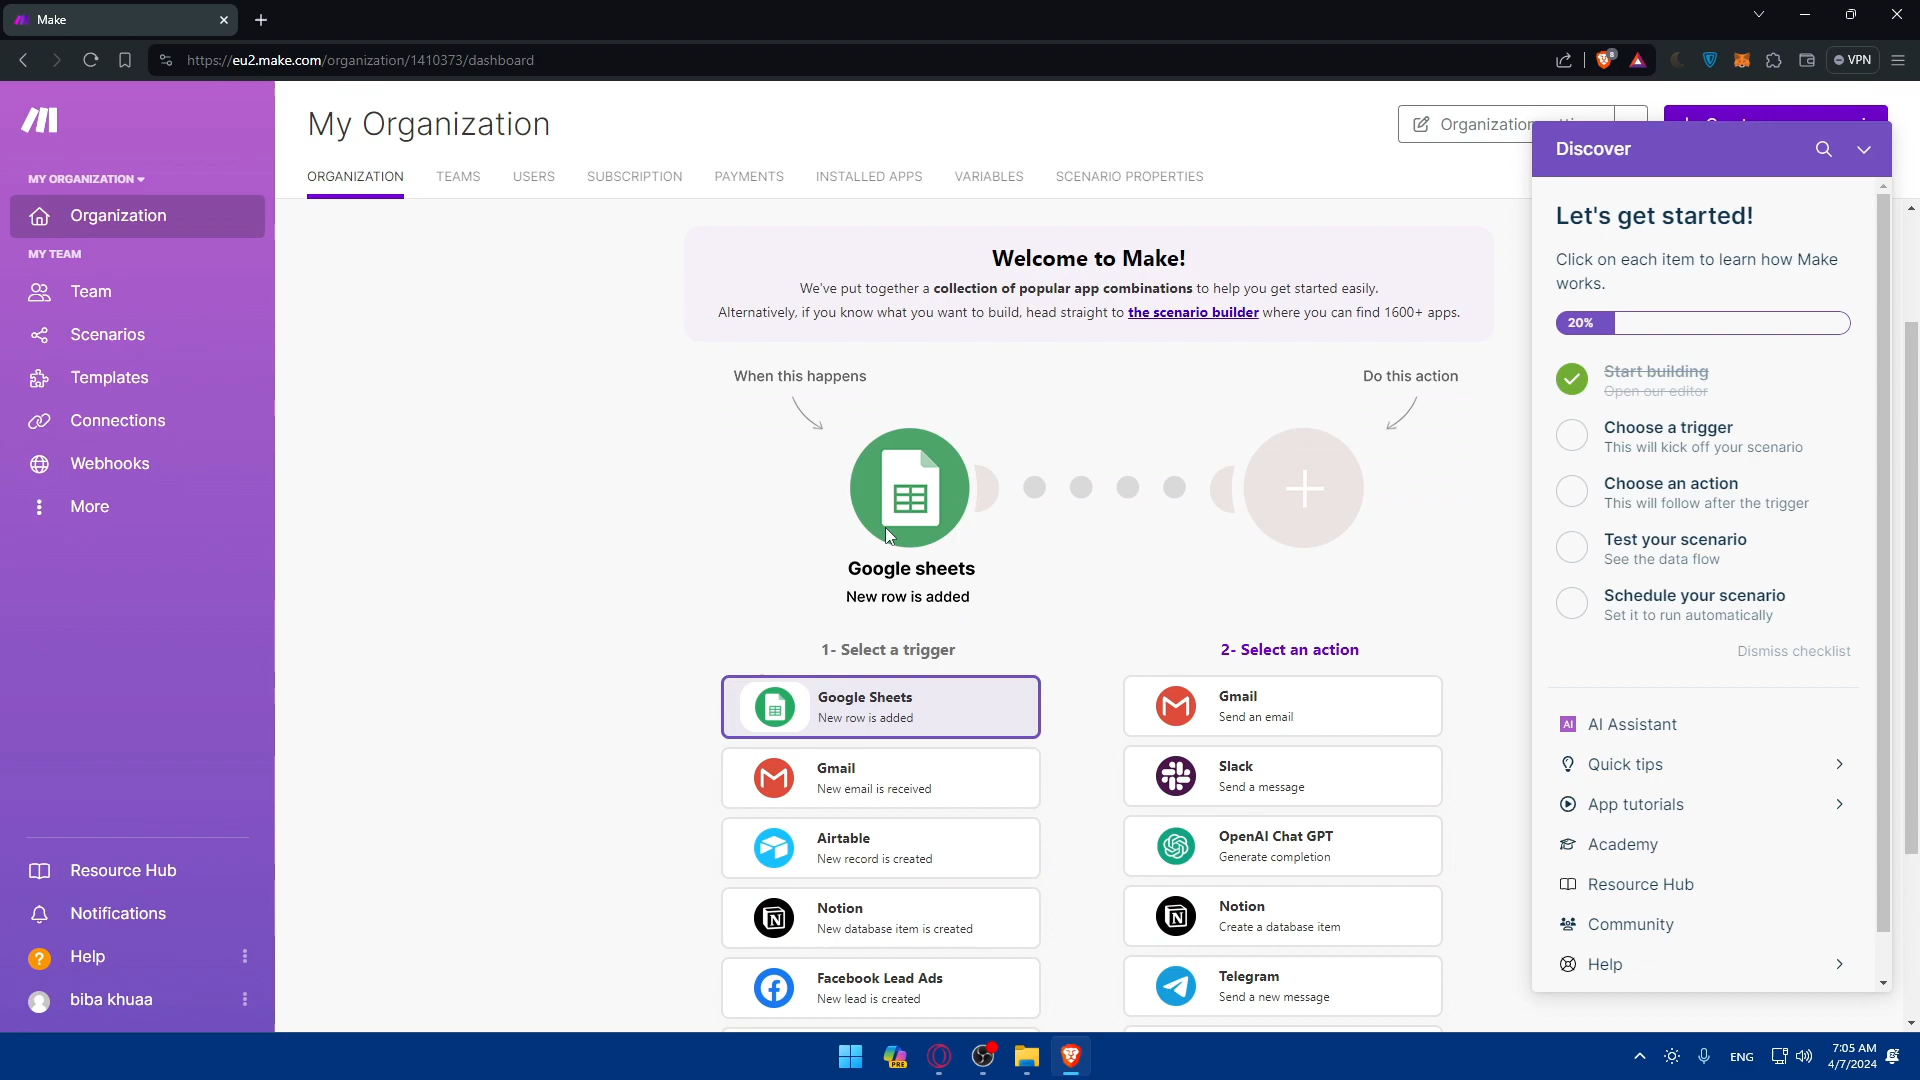 Make
https://eu2.make.com/organization/1410373/dashboard
VPN
MY ORGANIZATION
Organization
MY TEAM
Team
Scenarios
Templates
Connections
Webhooks
More
Resource Hub
Notifications
? Help
biba khuaa
My Organization
Organization
ORGANIZATION TEAMS USERS SUBSCRIPTION PAYMENTS INSTALLED APPS VARIABLES SCENARIO PROPERTIES
Welcome to Make!
We've put together a collection of popular app combinations to help you get started easily.
Alternatively, if you know what you want to build, head straight to the scenario builder where you can find 1600+ apps.
When this happens
Do this action
Google sheets
New row is added
1- Select a trigger
Google Sheets
New row is added
Gmail
New email is received
Airtable
New record is created
Notion
New database item is created
Facebook Lead Ads
New lead is created
2- Select an action
Gmail
Send an email
Slack
Send a message
OpenAI Chat GPT
Generate completion
Notion
Create a database item
Telegram
Send a new message
Discover
Let's get started!
Click on each item to learn how Make
works.
20%
Start building
Open our editor
Choose a trigger
This will kick off your scenario
Choose an action
This will follow after the trigger
Test your scenario
See the data flow
Schedule your scenario
Set it to run automatically
Dismiss checklist
AI AI Assistant
Quick tips
App tutorials
Academy
Resource Hub
Community
Help
PRE
ENG
7:05 AM
4/7/2024